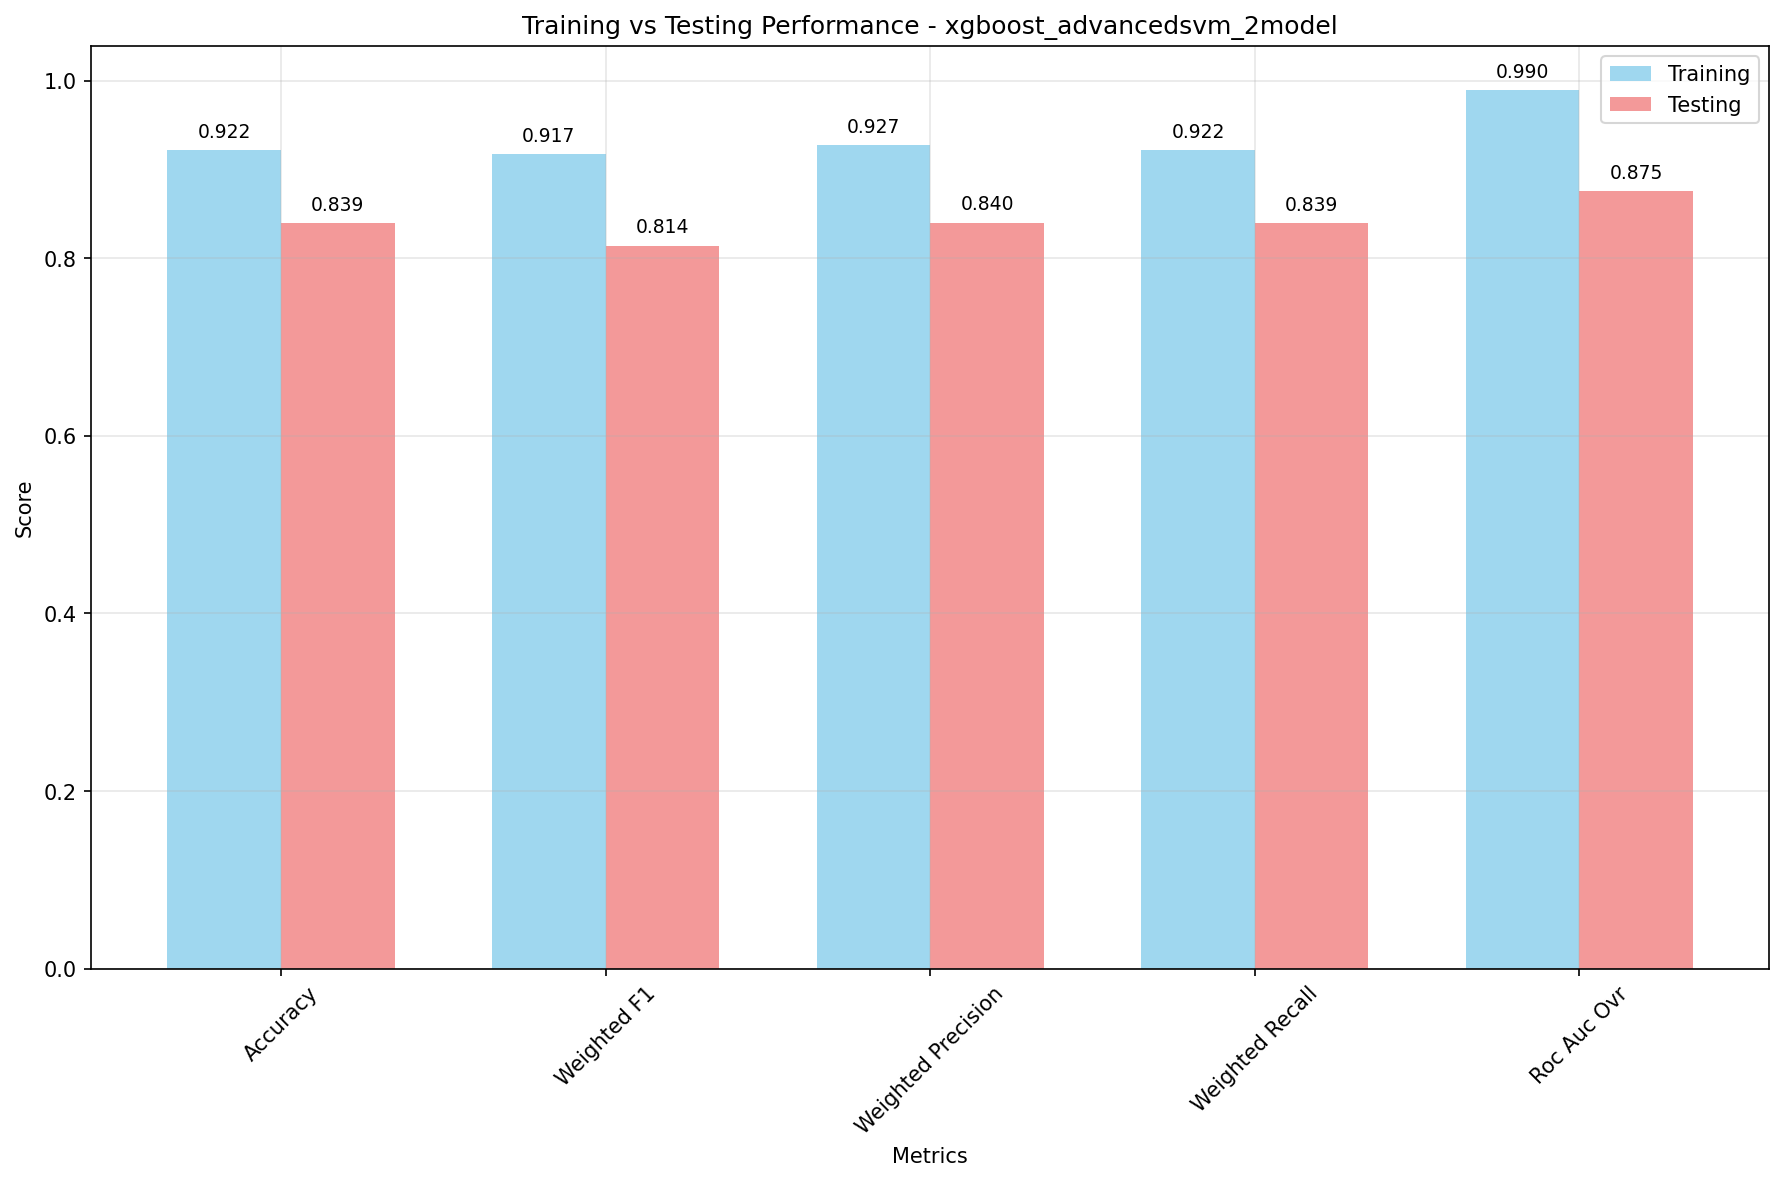 Training vs Testing Performance - xgboost_advancedsvm_2model
Training
Testing
0.922
0.839
0.917
0.814
0.927
0.840
0.922
0.839
0.990
0.875
1.0
0.8
0.6
0.4
0.2
0.0
Score
Accuracy
Weighted F1
Weighted Precision
Weighted Recall
Roc Auc Ovr
Metrics